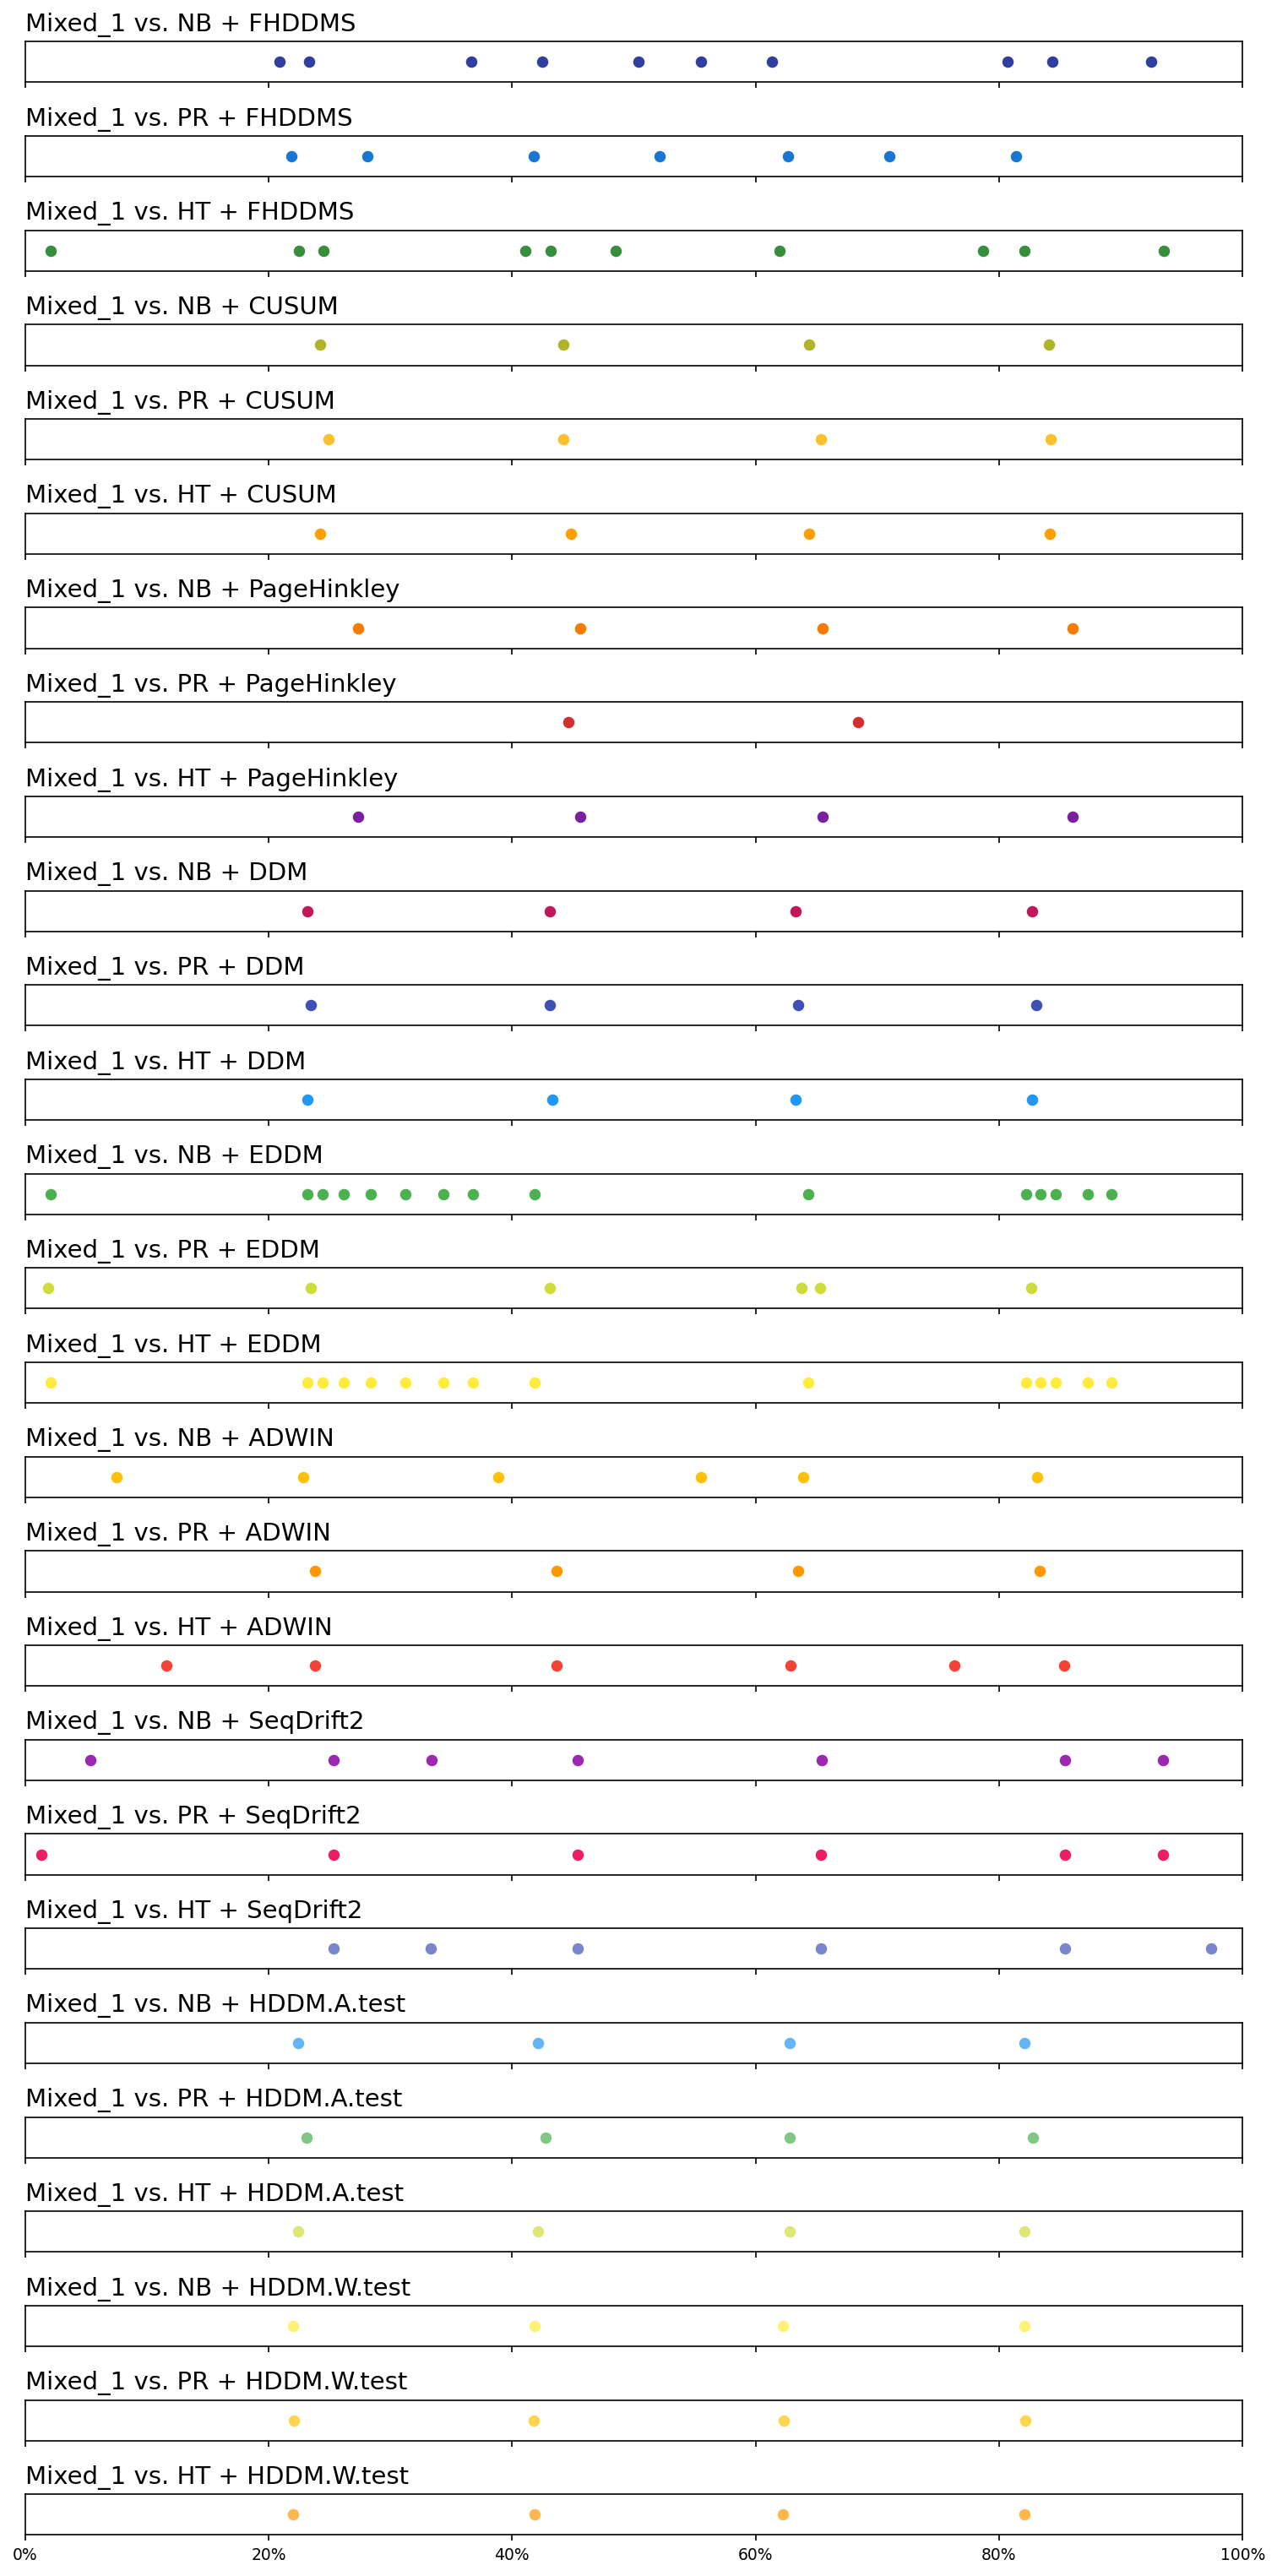 Mixed_1 vs. NB + FHDDMS
Mixed_1 vs. PR + FHDDMS
Mixed_1 vs. HT + FHDDMS
Mixed_1 vs. NB + CUSUM
Mixed_1 vs. PR + CUSUM
Mixed_1 vs. HT + CUSUM
Mixed_1 vs. NB + PageHinkley
Mixed_1 vs. PR + PageHinkley
Mixed_1 vs. HT + PageHinkley
Mixed_1 vs. NB + DDM
Mixed_1 vs. PR + DDM
Mixed_1 vs. HT + DDM
Mixed_1 vs. NB + EDDM
Mixed_1 vs. PR + EDDM
Mixed_1 vs. HT + EDDM
Mixed_1 vs. NB + ADWIN
Mixed_1 vs. PR + ADWIN
Mixed_1 vs. HT + ADWIN
Mixed_1 vs. NB + SeqDrift2
Mixed_1 vs. PR + SeqDrift2
Mixed_1 vs. HT + SeqDrift2
Mixed_1 vs. NB + HDDM.A.test
Mixed_1 vs. PR + HDDM.A.test
Mixed_1 vs. HT + HDDM.A.test
Mixed_1 vs. NB + HDDM.W.test
Mixed_1 vs. PR + HDDM.W.test
Mixed_1 vs. HT + HDDM.W.test
0% 20% 40% 60% 80% 100%